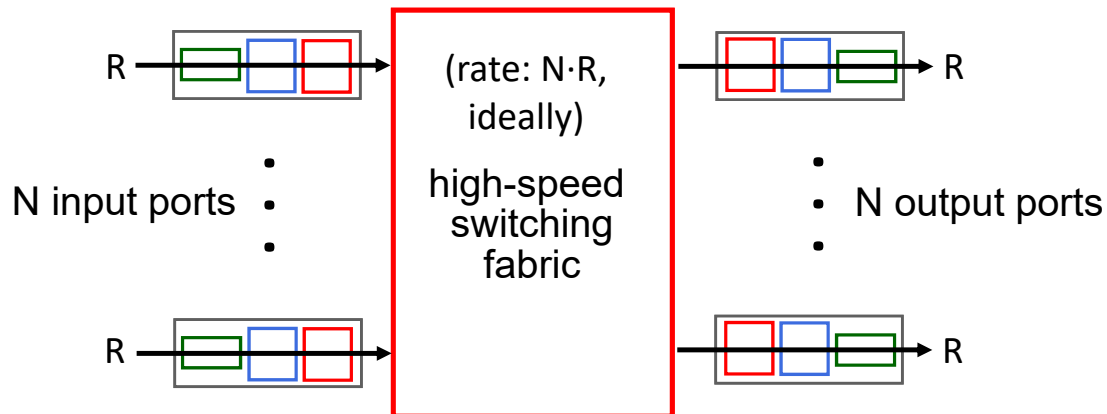 R
(rate: N·R,
ideally)
high-speed
switching
fabric
R
N input ports
N output ports
R
R